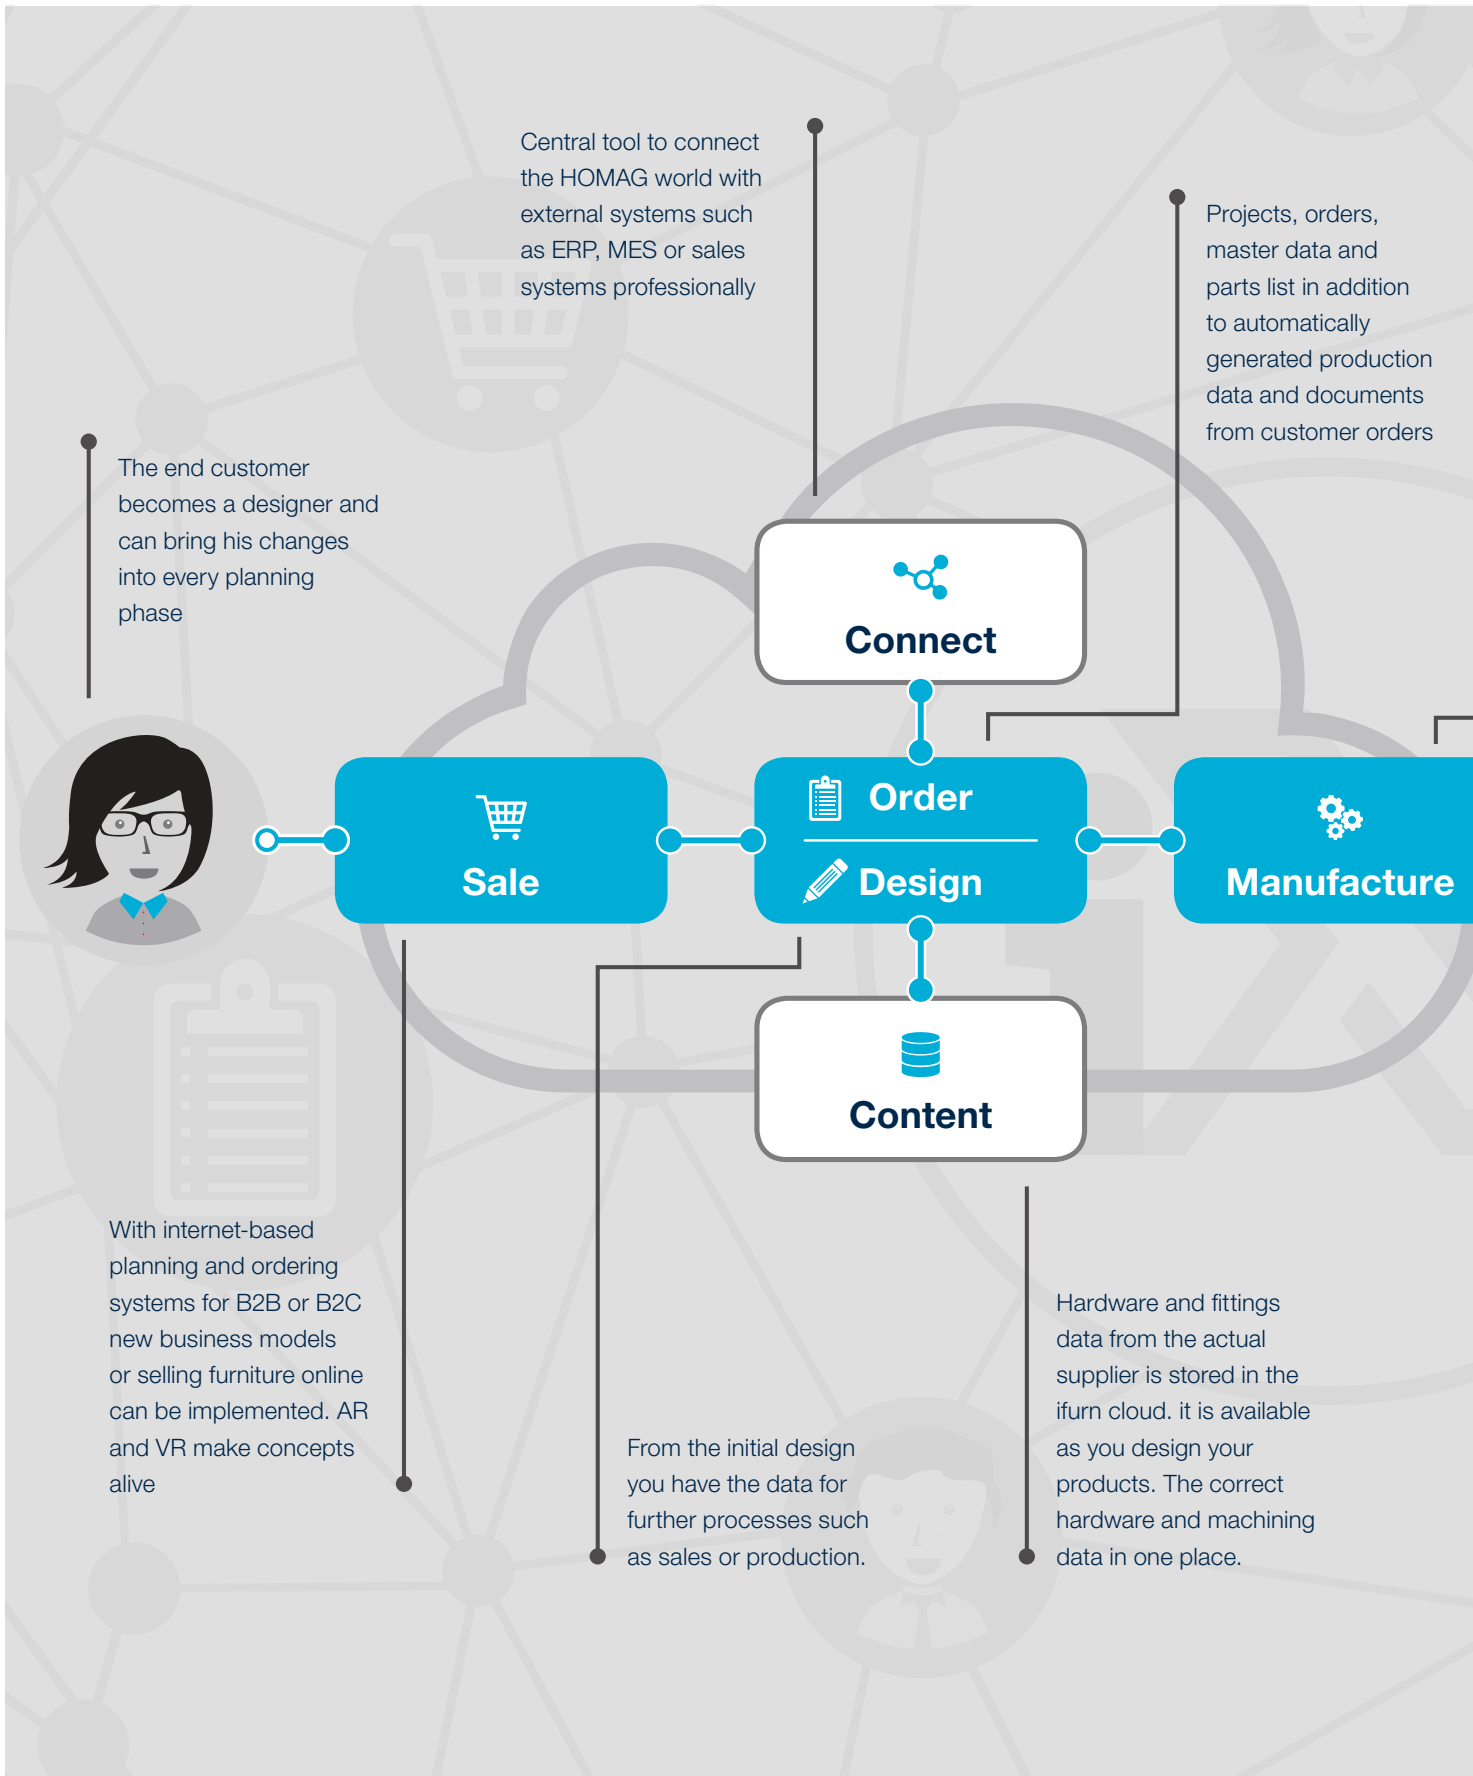 Central tool to connect
the HOMAG world with
external systems such
as ERP, MES or sales
systems professionally
Projects, orders,
master data and
parts list in addition
to automatically
generated production
data and documents
from customer orders
The end customer
becomes a designer and
can bring his changes
into every planning
phase
Connect
Sale
Order
Design
Manufacture
Content
With internet-based
planning and ordering
systems for B2B or B2C
new business models
or selling furniture online
can be implemented. AR
and VR make concepts
alive
From the initial design
you have the data for
further processes such
as sales or production.
Hardware and fittings
data from the actual
supplier is stored in the
ifurn cloud. it is available
as you design your
products. The correct
hardware and machining
data in one place.